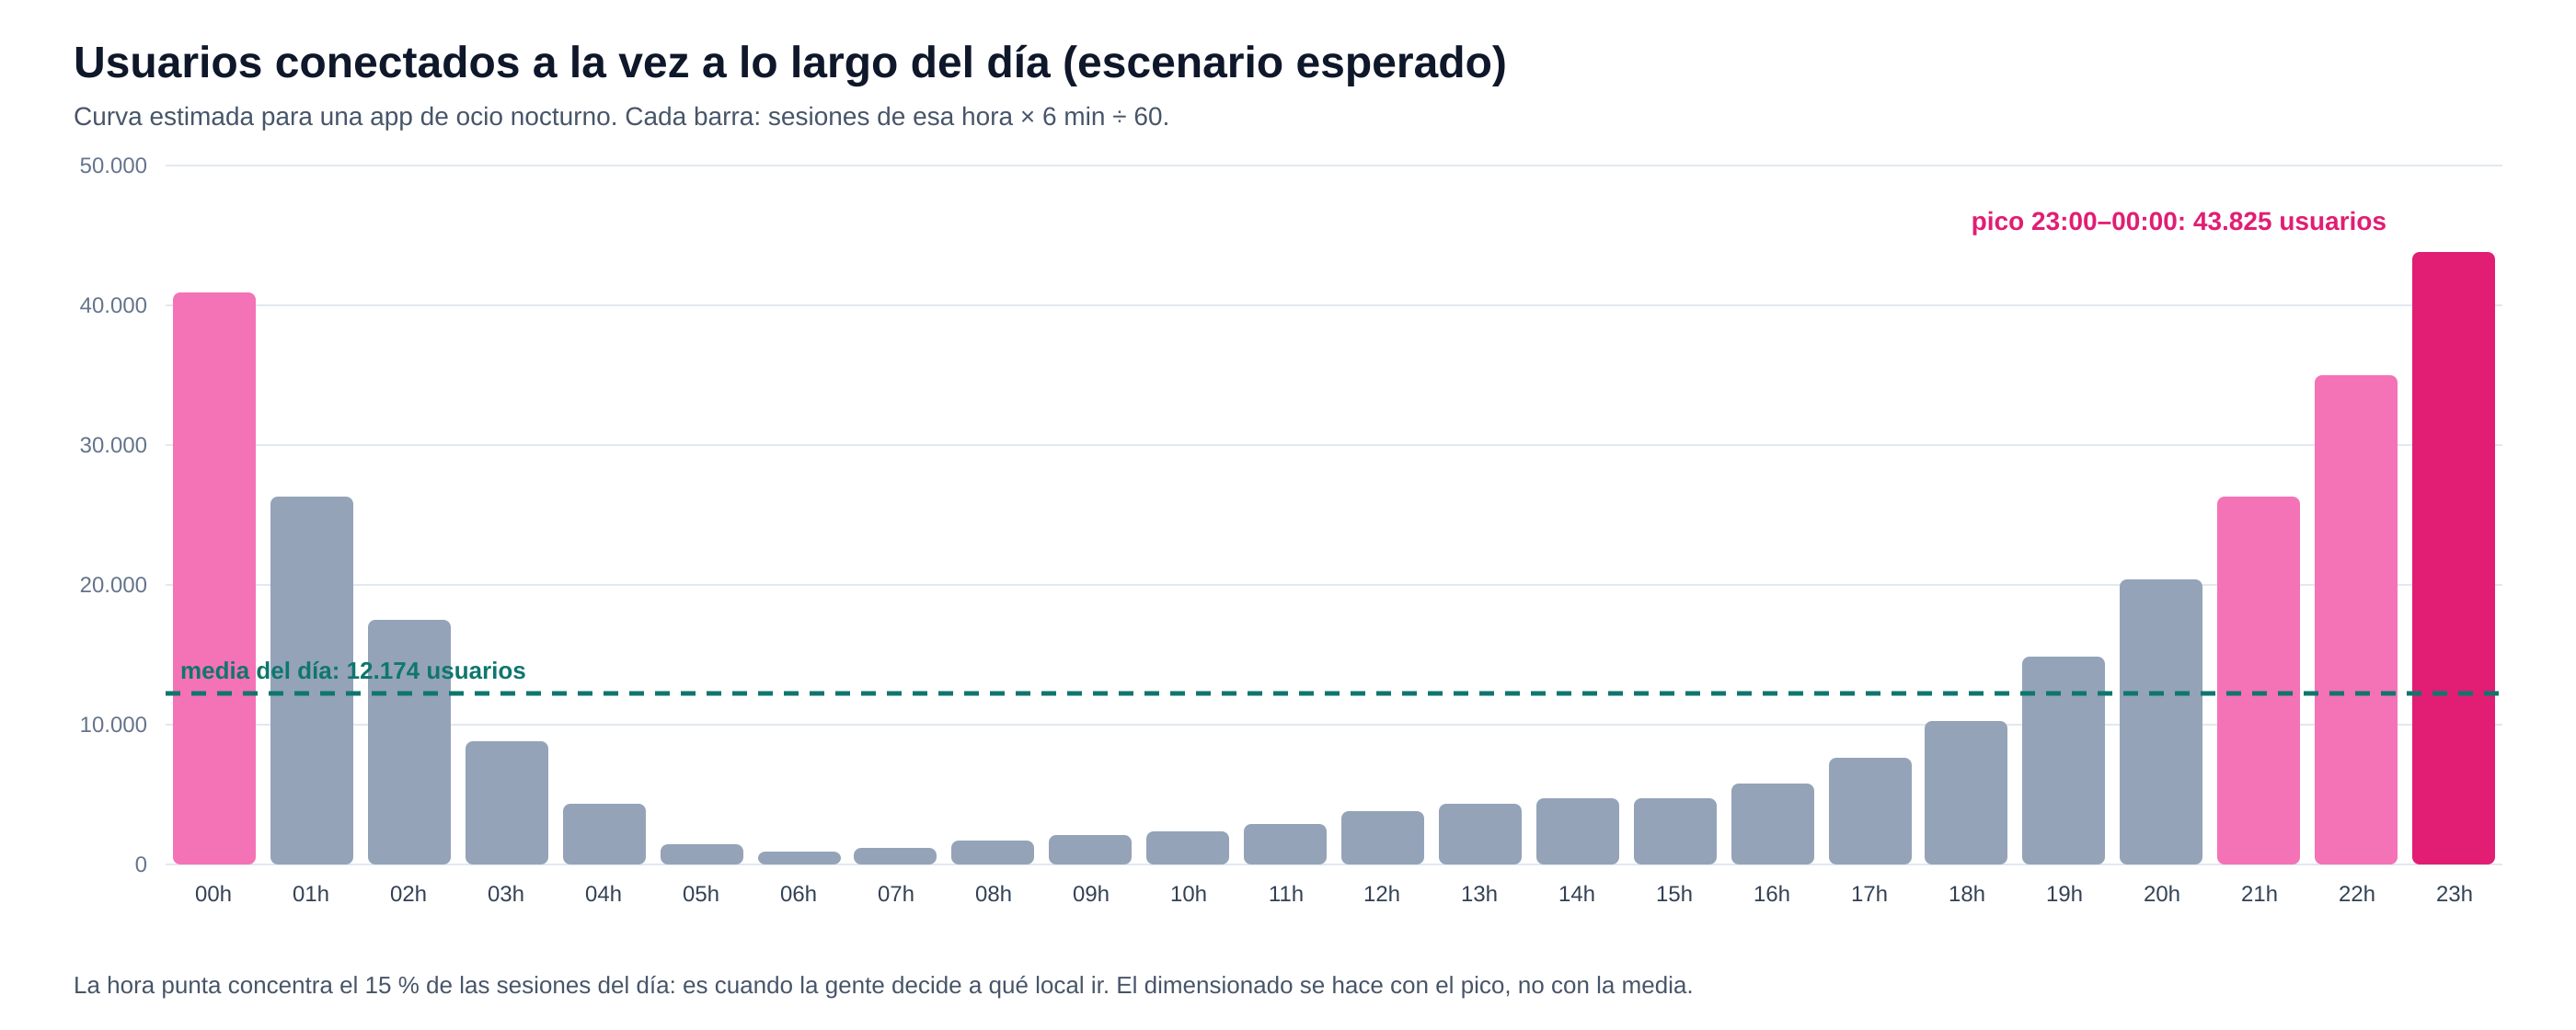 Usuarios conectados a la vez a lo largo del día (escenario esperado)
Curva estimada para una app de ocio nocturno. Cada barra: sesiones de esa hora × 6 min ÷ 60.
50.000
pico 23:00–00:00: 43.825 usuarios
40.000
30.000
20.000
media del día: 12.174 usuarios
10.000
0
00h 01h 02h 03h 04h 05h 06h 07h 08h 09h 10h 11h 12h 13h 14h 15h 16h 17h 18h 19h 20h 21h 22h 23h
La hora punta concentra el 15 % de las sesiones del día: es cuando la gente decide a qué local ir. El dimensionado se hace con el pico, no con la media.